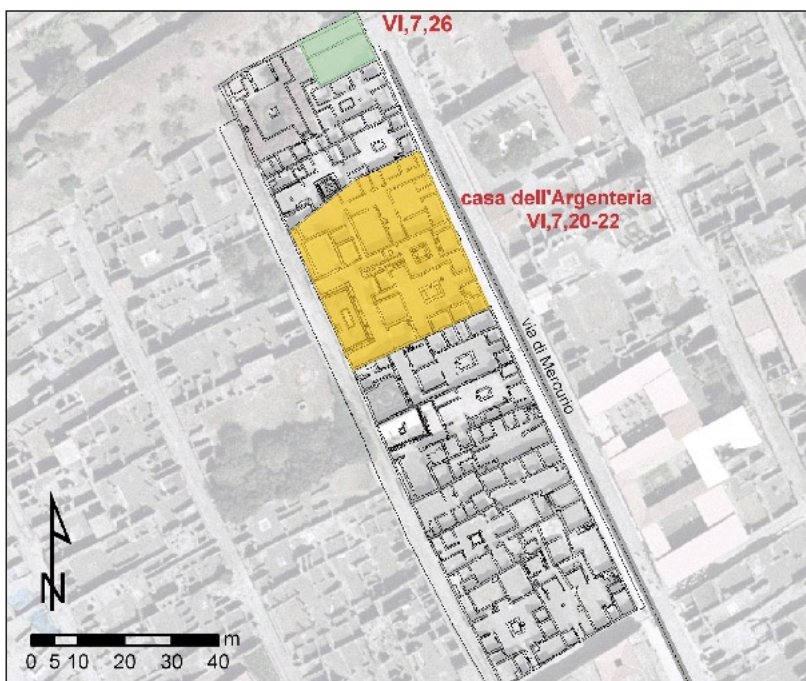 VI,7,26
casa dell'Argenteria
VI,7,20-22
via di Mercurio
N
m
0 5 10 20 30 40